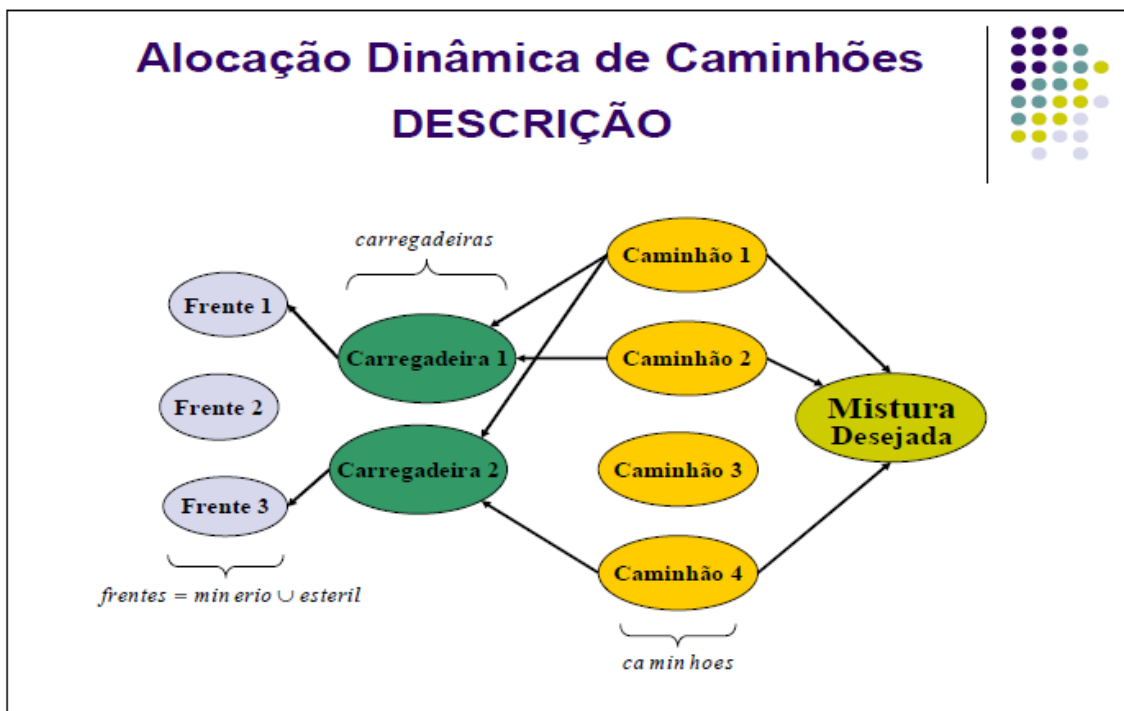 Alocação Dinâmica de Caminhões
DESCRIÇÃO
carregadeiras
Frente 1
Frente 2
Frente 3
frentes = min erio ∪ esteril
Carregadeira 1
Carregadeira 2
Caminhão 1
Caminhão 2
Caminhão 3
Caminhão 4
ca min hoes
Mistura
Desejada